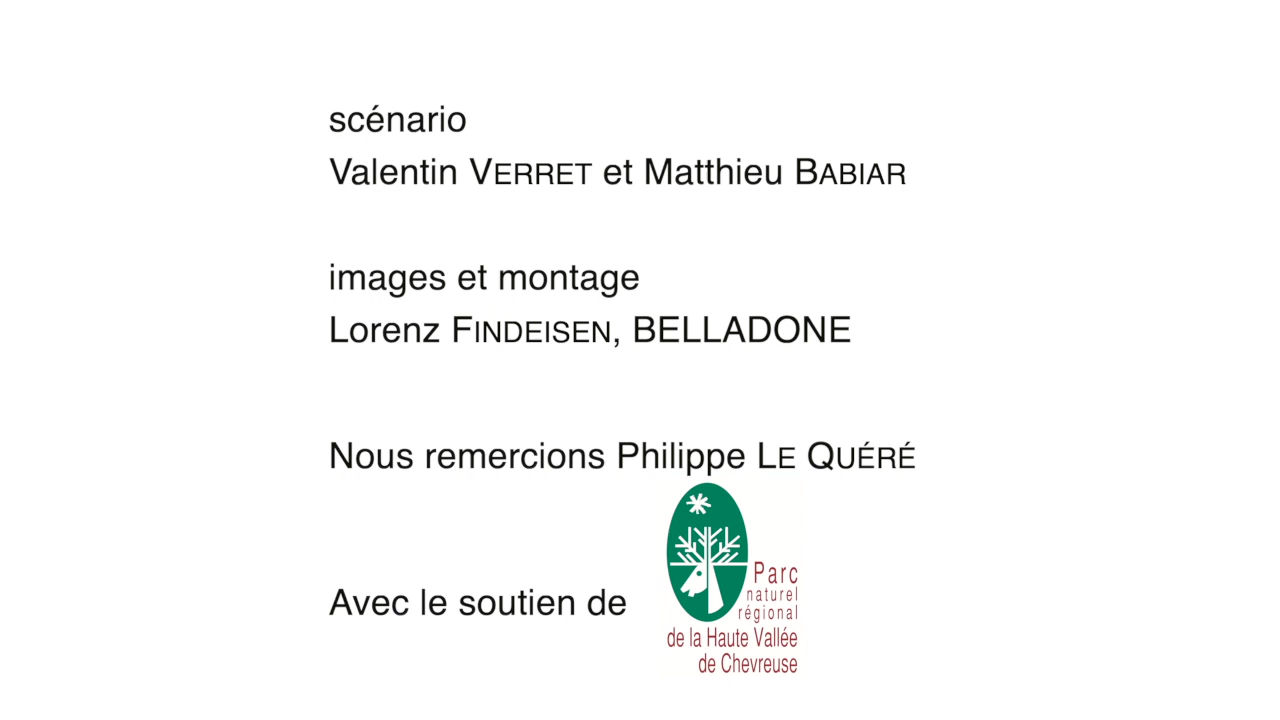 scénario
Valentin VERRET et Matthieu BABIAR
images et montage
Lorenz FINDEISEN, BELLADONE
Nous remercions Philippe LE QUÉRÉ
Avec le soutien de
Parc
naturel
régional
de la Haute Vallée
de Chevreuse